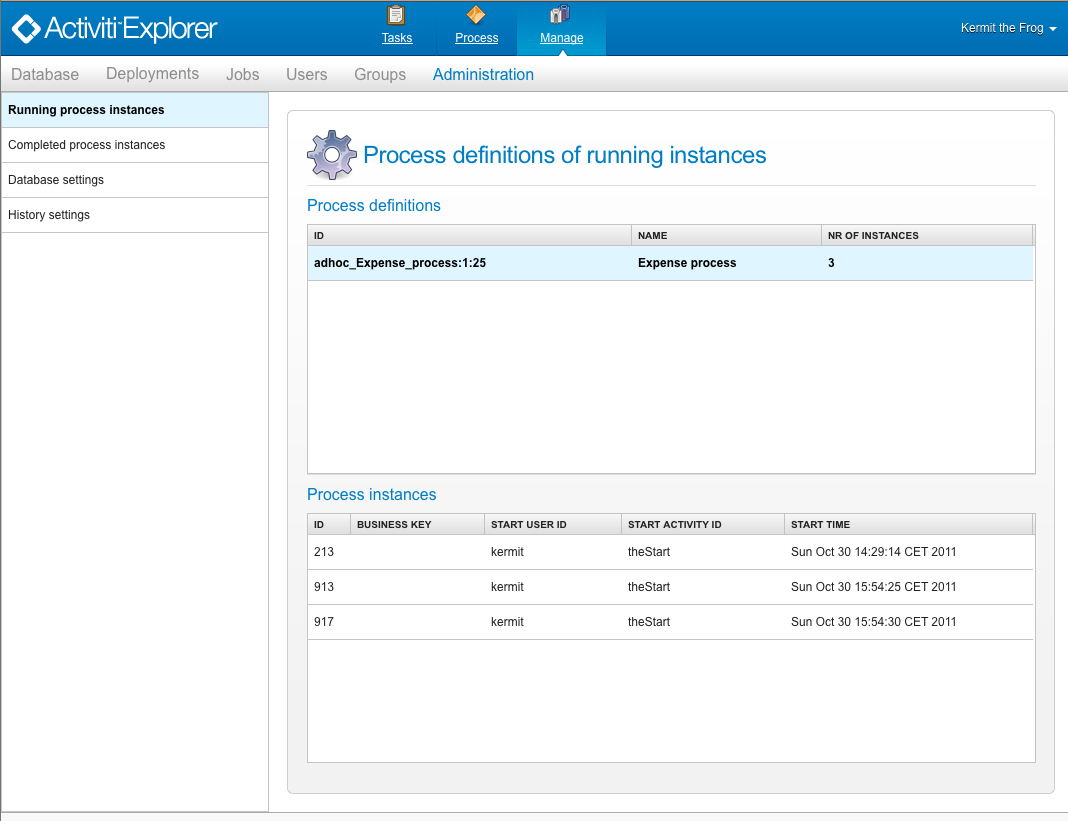 Activiti™ Explorer
Tasks
Process
Manage
Kermit the Frog
Database Deployments Jobs Users Groups Administration
Running process instances
Completed process instances
Database settings
History settings
Process definitions of running instances
Process definitions
ID NAME NR OF INSTANCES
adhoc_Expense_process:1:25 Expense process 3
Process instances
ID BUSINESS KEY START USER ID START ACTIVITY ID START TIME
213 kermit theStart Sun Oct 30 14:29:14 CET 2011
913 kermit theStart Sun Oct 30 15:54:25 CET 2011
917 kermit theStart Sun Oct 30 15:54:30 CET 2011